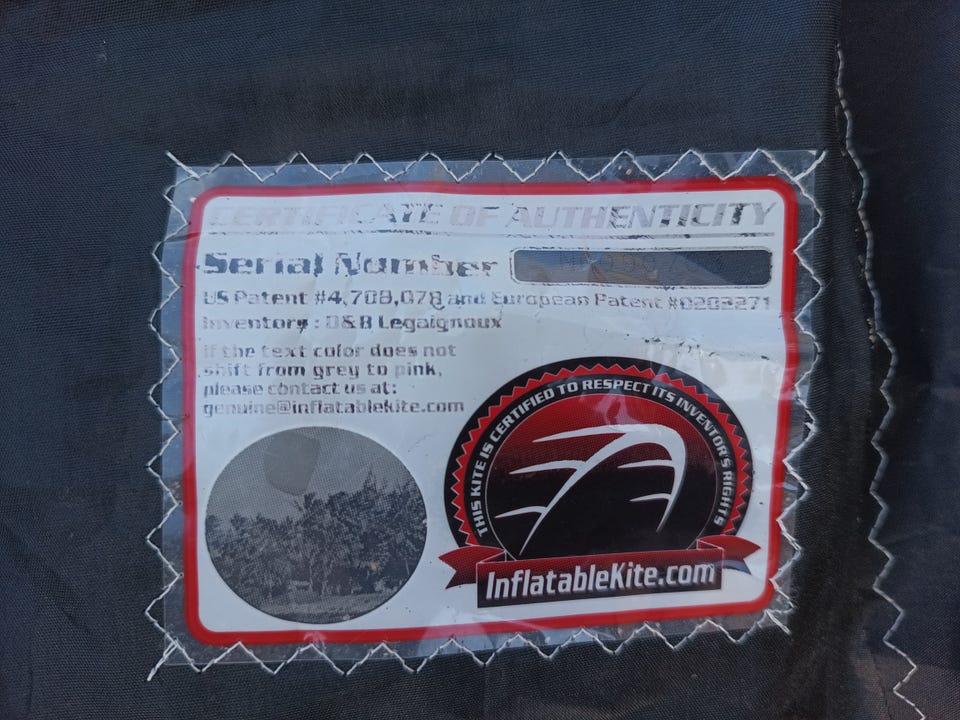 CERTIFICATE OF AUTHENTICITY
Serial Number
US Patent #4,708,078 and European Patent #0202271
Inventory : D&B Legaignoux
if the text color does not
shift from grey to pink,
please contact us at:
genuine@inflatablekite.com
THIS KITE IS CERTIFIED TO RESPECT ITS INVENTOR'S RIGHTS
InflatableKite.com